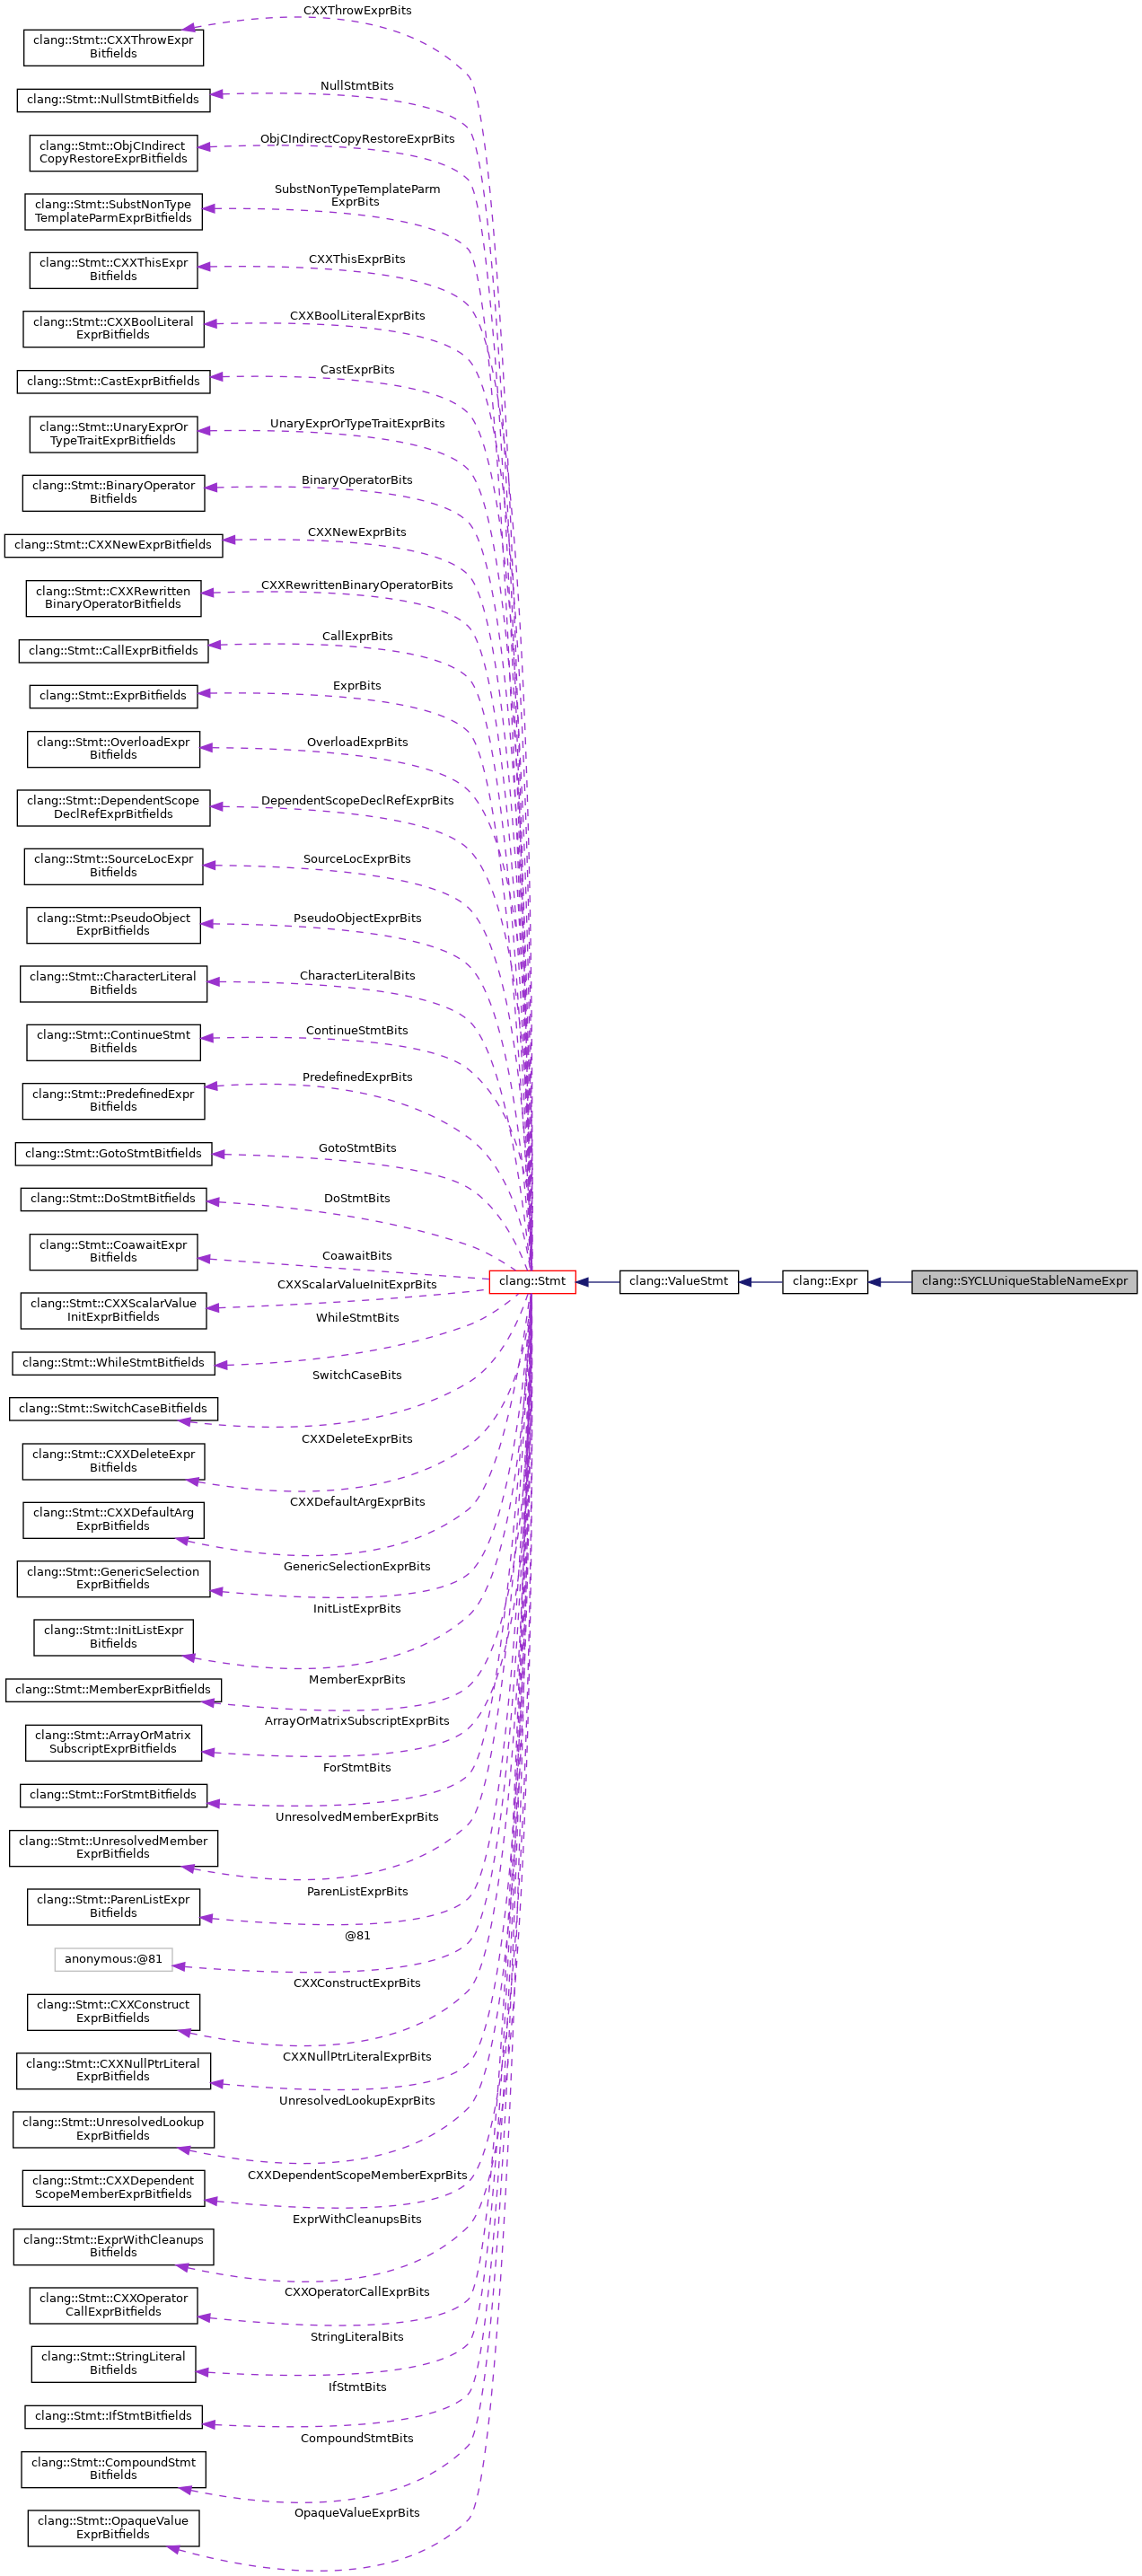 CXXThrowExprBits
clang::Stmt::CXXThrowExpr
Bitfields
NullStmtBits
clang::Stmt::NullStmtBitfields
ObjCIndirectCopyRestoreExprBits
clang::Stmt::ObjCIndirect
CopyRestoreExprBitfields
SubstNonTypeTemplateParm
ExprBits
clang::Stmt::SubstNonType
TemplateParmExprBitfields
CXXThisExprBits
clang::Stmt::CXXThisExpr
Bitfields
CXXBoolLiteralExprBits
clang::Stmt::CXXBoolLiteral
ExprBitfields
CastExprBits
clang::Stmt::CastExprBitfields
UnaryExprOrTypeTraitExprBits
clang::Stmt::UnaryExprOr
TypeTraitExprBitfields
BinaryOperatorBits
clang::Stmt::BinaryOperator
Bitfields
CXXNewExprBits
clang::Stmt::CXXNewExprBitfields
CXXRewrittenBinaryOperatorBits
clang::Stmt::CXXRewritten
BinaryOperatorBitfields
CallExprBits
clang::Stmt::CallExprBitfields
ExprBits
clang::Stmt::ExprBitfields
OverloadExprBits
clang::Stmt::OverloadExpr
Bitfields
DependentScopeDeclRefExprBits
clang::Stmt::DependentScope
DeclRefExprBitfields
SourceLocExprBits
clang::Stmt::SourceLocExpr
Bitfields
PseudoObjectExprBits
clang::Stmt::PseudoObject
ExprBitfields
CharacterLiteralBits
clang::Stmt::CharacterLiteral
Bitfields
ContinueStmtBits
clang::Stmt::ContinueStmt
Bitfields
PredefinedExprBits
clang::Stmt::PredefinedExpr
Bitfields
GotoStmtBits
clang::Stmt::GotoStmtBitfields
DoStmtBits
clang::Stmt::DoStmtBitfields
CoawaitBits
clang::Stmt::CoawaitExpr
Bitfields
clang::Stmt
clang::ValueStmt
clang::Expr
clang::SYCLUniqueStableNameExpr
CXXScalarValueInitExprBits
clang::Stmt::CXXScalarValue
InitExprBitfields
WhileStmtBits
clang::Stmt::WhileStmtBitfields
SwitchCaseBits
clang::Stmt::SwitchCaseBitfields
CXXDeleteExprBits
clang::Stmt::CXXDeleteExpr
Bitfields
CXXDefaultArgExprBits
clang::Stmt::CXXDefaultArg
ExprBitfields
GenericSelectionExprBits
clang::Stmt::GenericSelection
ExprBitfields
InitListExprBits
clang::Stmt::InitListExpr
Bitfields
MemberExprBits
clang::Stmt::MemberExprBitfields
ArrayOrMatrixSubscriptExprBits
clang::Stmt::ArrayOrMatrix
SubscriptExprBitfields
ForStmtBits
clang::Stmt::ForStmtBitfields
UnresolvedMemberExprBits
clang::Stmt::UnresolvedMember
ExprBitfields
ParenListExprBits
clang::Stmt::ParenListExpr
Bitfields
@81
anonymous:@81
CXXConstructExprBits
clang::Stmt::CXXConstruct
ExprBitfields
CXXNullPtrLiteralExprBits
clang::Stmt::CXXNullPtrLiteral
ExprBitfields
UnresolvedLookupExprBits
clang::Stmt::UnresolvedLookup
ExprBitfields
CXXDependentScopeMemberExprBits
clang::Stmt::CXXDependent
ScopeMemberExprBitfields
ExprWithCleanupsBits
clang::Stmt::ExprWithCleanups
Bitfields
CXXOperatorCallExprBits
clang::Stmt::CXXOperator
CallExprBitfields
StringLiteralBits
clang::Stmt::StringLiteral
Bitfields
IfStmtBits
clang::Stmt::IfStmtBitfields
CompoundStmtBits
clang::Stmt::CompoundStmt
Bitfields
OpaqueValueExprBits
clang::Stmt::OpaqueValue
ExprBitfields